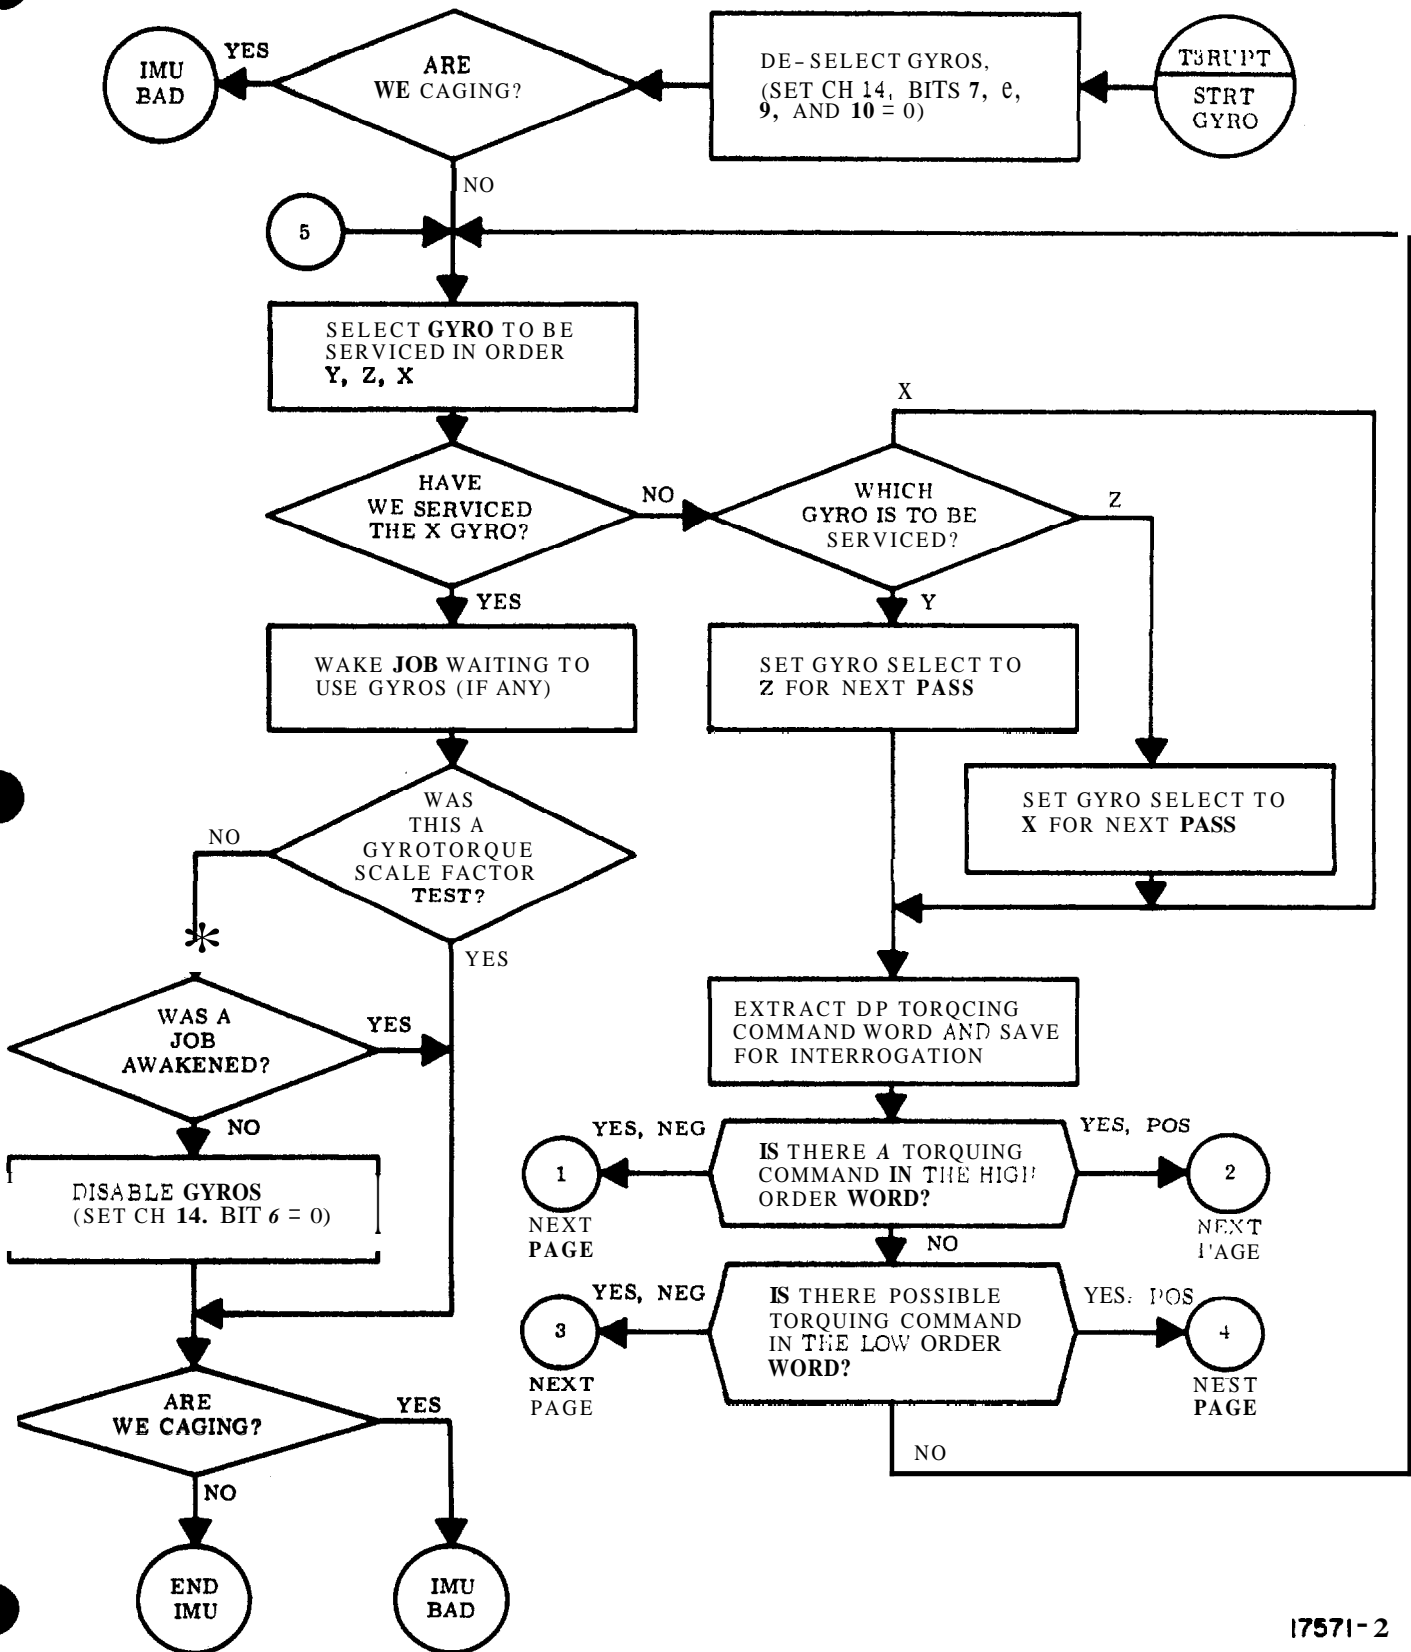 IMU
BAD
YES
ARE
WE CAGING?
DE-SELECT GYROS,
(SET CH 14, BITS 7, e,
9, AND 10 = 0)
T3RUPT
STRT
GYRO
NO
5
SELECT GYRO TO BE
SERVICED IN ORDER
Y, Z, X
HAVE
WE SERVICED
THE X GYRO?
NO
WHICH
GYRO IS TO BE
SERVICED?
X
Z
YES
Y
WAKE JOB WAITING TO
USE GYROS (IF ANY)
SET GYRO SELECT TO
Z FOR NEXT PASS
SET GYRO SELECT TO
X FOR NEXT PASS
WAS
THIS A
GYROTORQUE
SCALE FACTOR
TEST?
NO
*
YES
WAS A
JOB
AWAKENED?
YES
NO
EXTRACT DP TORQCING
COMMAND WORD AND SAVE
FOR INTERROGATION
DISABLE GYROS
(SET CH 14. BIT 6 = 0)
YES, NEG
IS THERE A TORQUING
COMMAND IN THE HIGH
ORDER WORD?
YES, POS
1
NEXT
PAGE
2
NEXT
PAGE
NO
YES, NEG
IS THERE POSSIBLE
TORQUING COMMAND
IN THE LOW ORDER
WORD?
YES. POS
3
NEXT
PAGE
4
NEST
PAGE
NO
ARE
WE CAGING?
YES
NO
END
IMU
IMU
BAD
17571-2